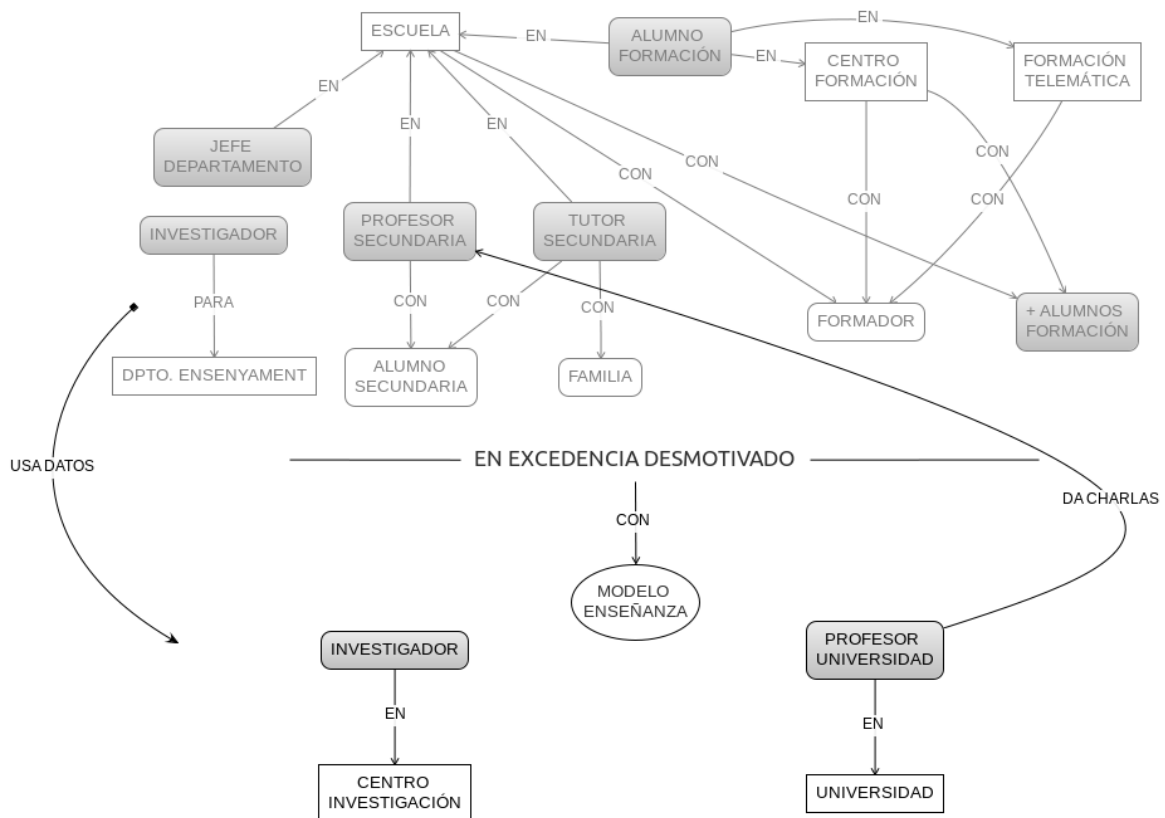 ESCUELA
EN
ALUMNO
FORMACIÓN
EN
EN
CENTRO
FORMACIÓN
FORMACIÓN
TELEMÁTICA
EN
EN
EN
JEFE
DEPARTAMENTO
CON
CON
CON
CON
CON
INVESTIGADOR
PROFESOR
SECUNDARIA
TUTOR
SECUNDARIA
PARA
CON
CON
CON
FORMADOR
+ ALUMNOS
FORMACIÓN
DPTO. ENSENYAMENT
ALUMNO
SECUNDARIA
FAMILIA
USA DATOS
EN EXCEDENCIA DESMOTIVADO
DA CHARLAS
CON
MODELO
ENSEÑANZA
INVESTIGADOR
PROFESOR
UNIVERSIDAD
EN
EN
CENTRO
INVESTIGACIÓN
UNIVERSIDAD